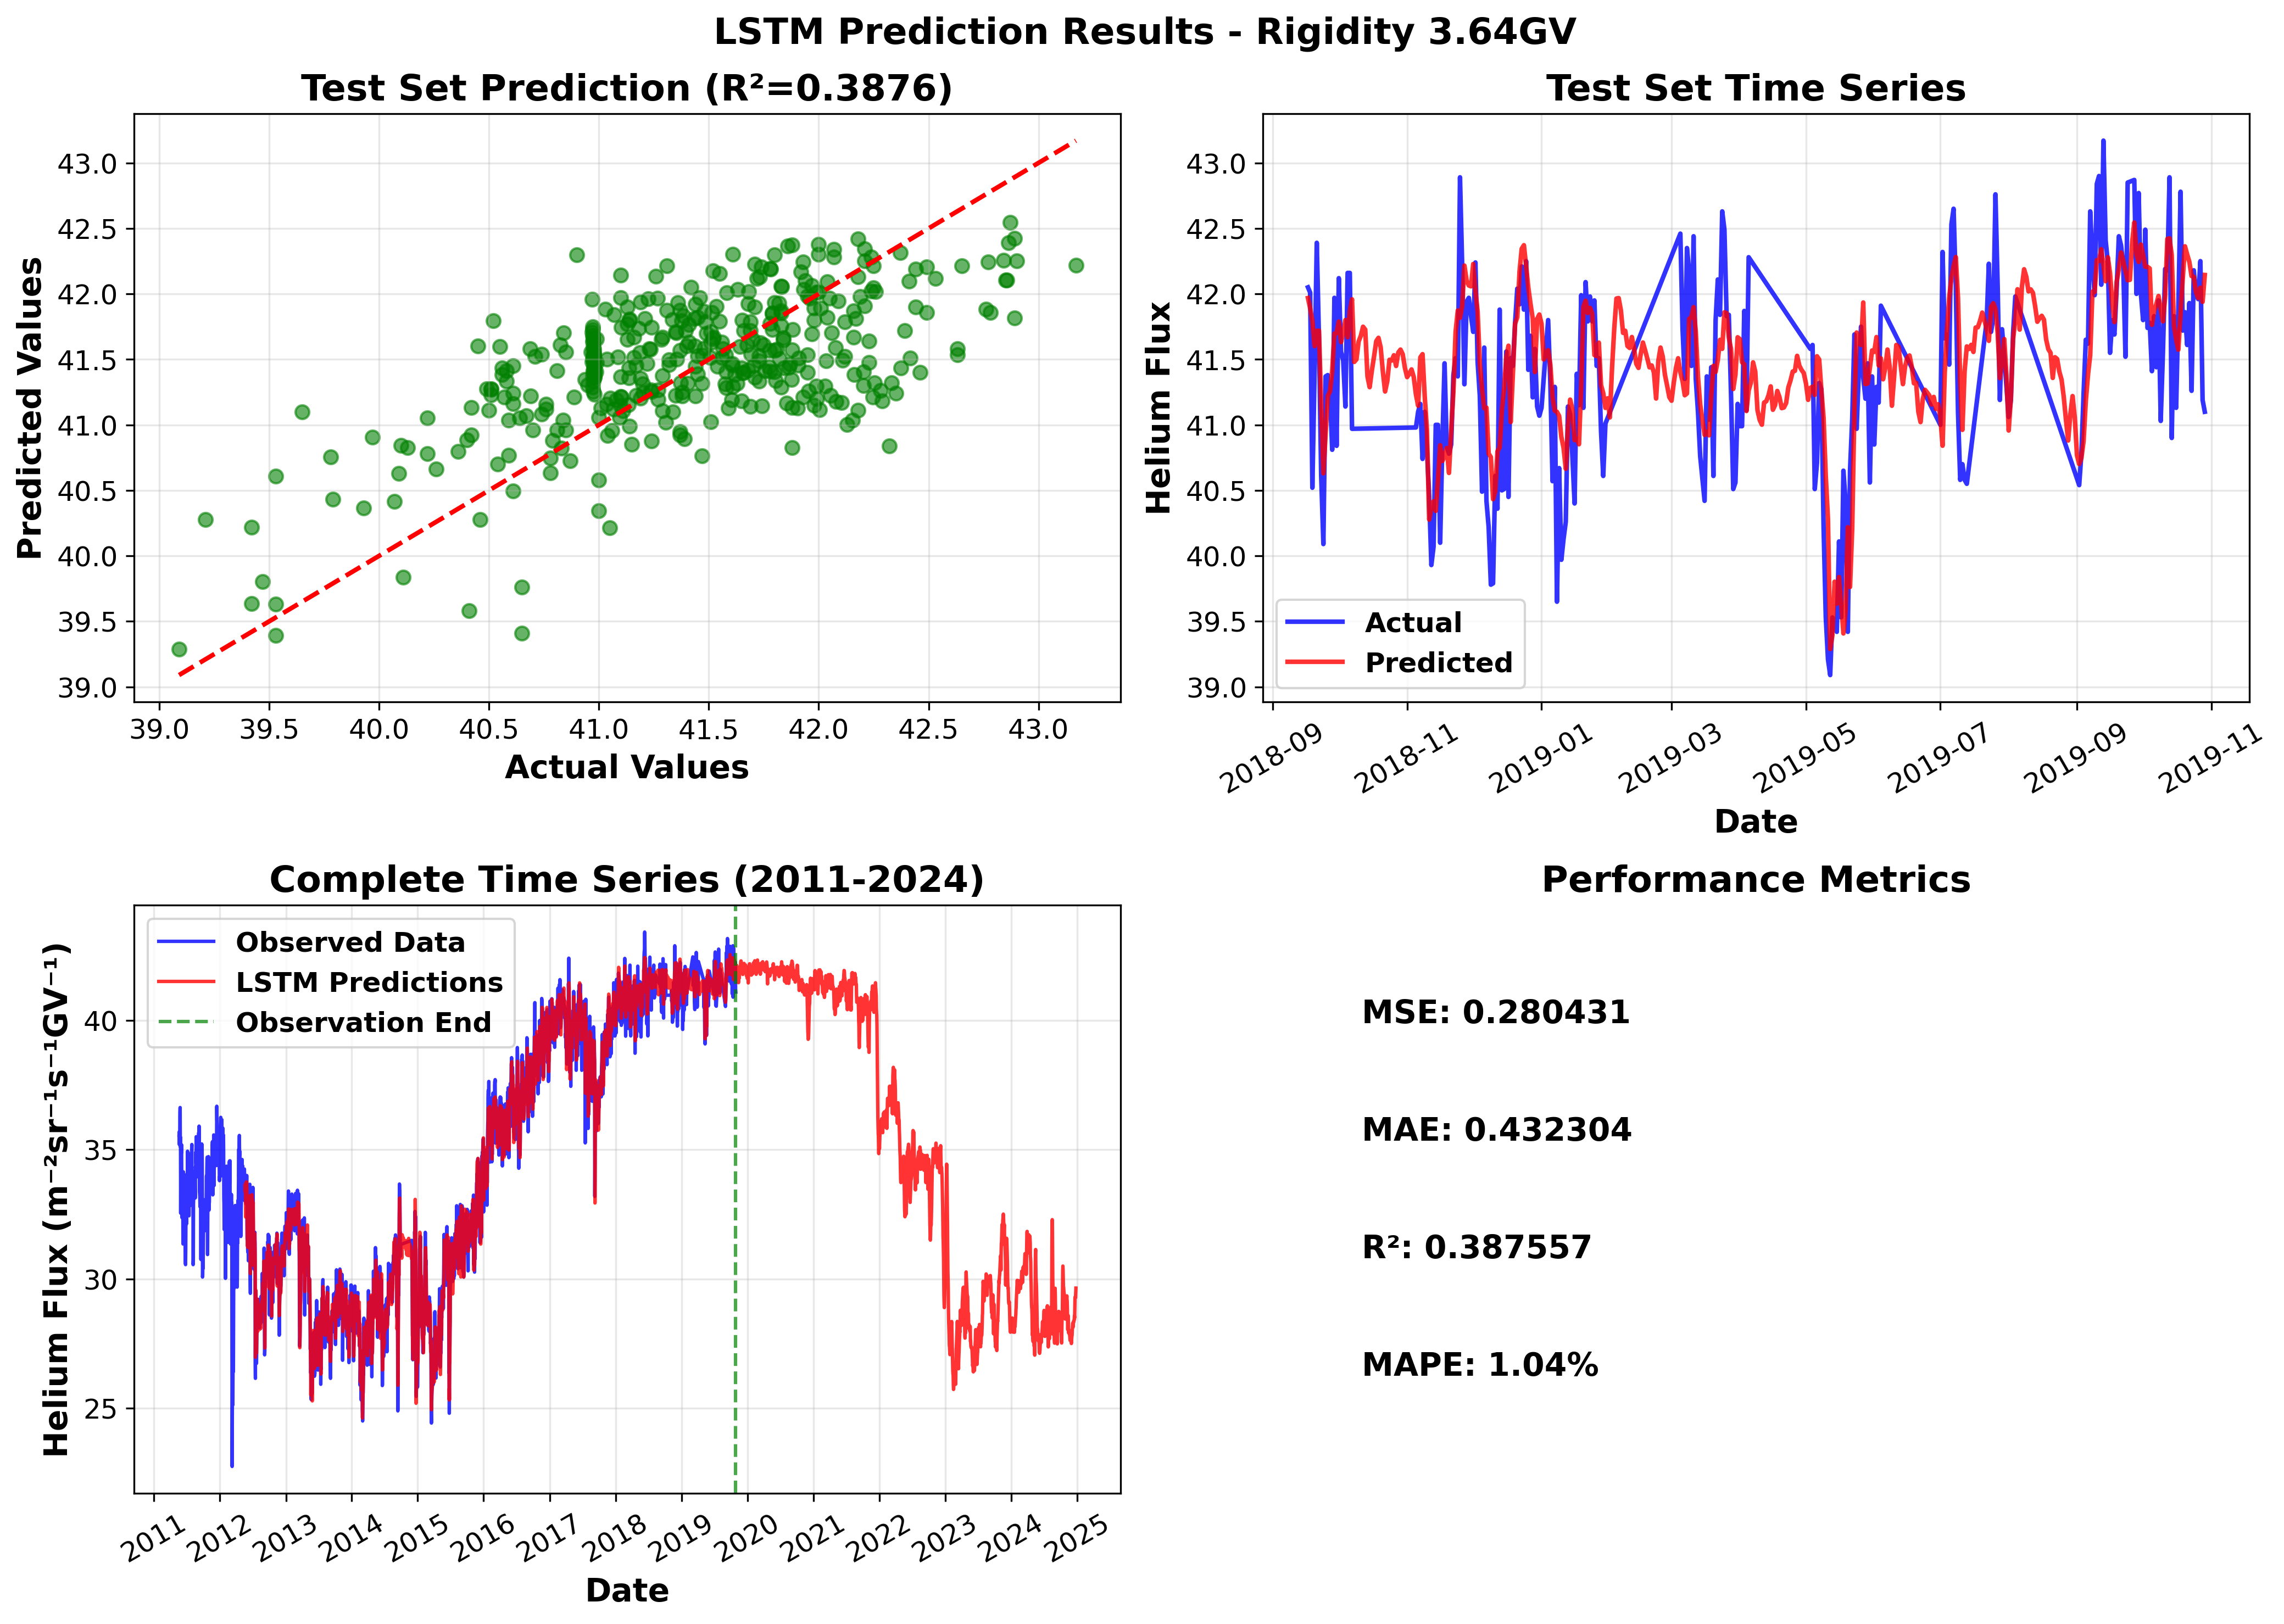 LSTM Prediction Results - Rigidity 3.64GV
Test Set Prediction (R²=0.3876)
Predicted Values
43.0
42.5
42.0
41.5
41.0
40.5
40.0
39.5
39.0
39.0 39.5 40.0 40.5 41.0 41.5 42.0 42.5 43.0
Actual Values
Test Set Time Series
Helium Flux
43.0
42.5
42.0
41.5
41.0
40.5
40.0
39.5
39.0
Actual
Predicted
2018-09 2018-11 2019-01 2019-03 2019-05 2019-07 2019-09 2019-11
Date
Complete Time Series (2011-2024)
Helium Flux (m⁻²sr⁻¹s⁻¹GV⁻¹)
Observed Data
LSTM Predictions
Observation End
40
35
30
25
2011 2012 2013 2014 2015 2016 2017 2018 2019 2020 2021 2022 2023 2024 2025
Date
Performance Metrics
MSE: 0.280431
MAE: 0.432304
R²: 0.387557
MAPE: 1.04%